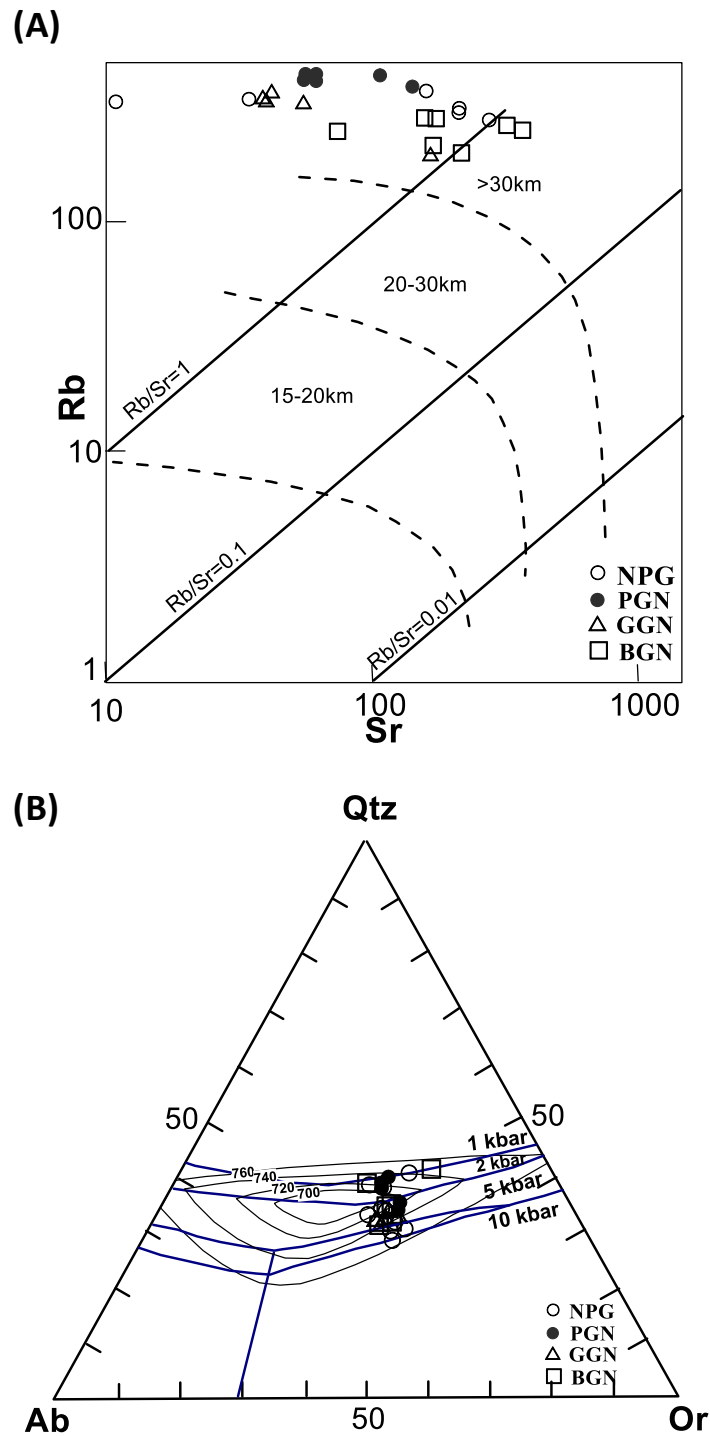 (A)
>30km
100
20-30km
Rb/Sr=1
15-20km
Rb
10
Rb/Sr=0.1
Rb/Sr=0.01
NPG
PGN
GGN
BGN
1
10
100
1000
Sr
(B)
Qtz
50
50
1 kbar
2 kbar
760
740
720
700
5 kbar
10 kbar
NPG
PGN
GGN
BGN
Ab
50
Or